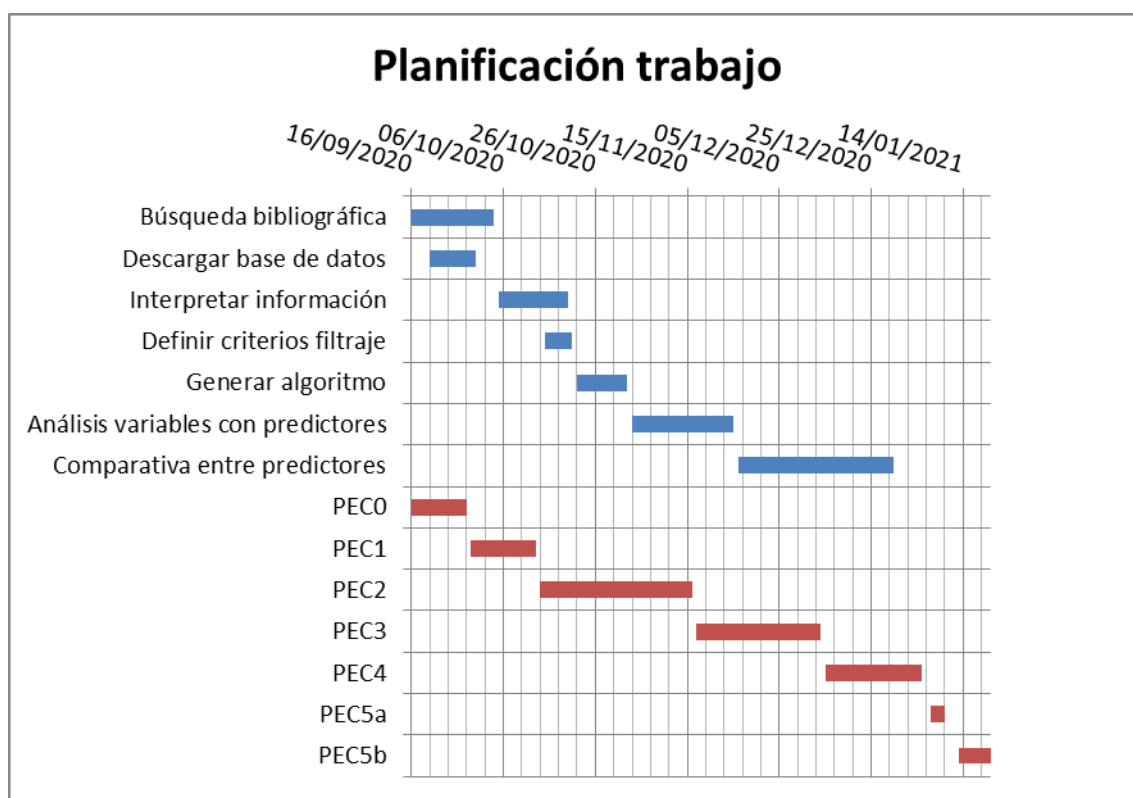 Planificación trabajo
16/09/2020
06/10/2020
26/10/2020
15/11/2020
05/12/2020
25/12/2020
14/01/2021
Búsqueda bibliográfica
Descargar base de datos
Interpretar información
Definir criterios filtraje
Generar algoritmo
Análisis variables con predictores
Comparativa entre predictores
PEC0
PEC1
PEC2
PEC3
PEC4
PEC5a
PEC5b